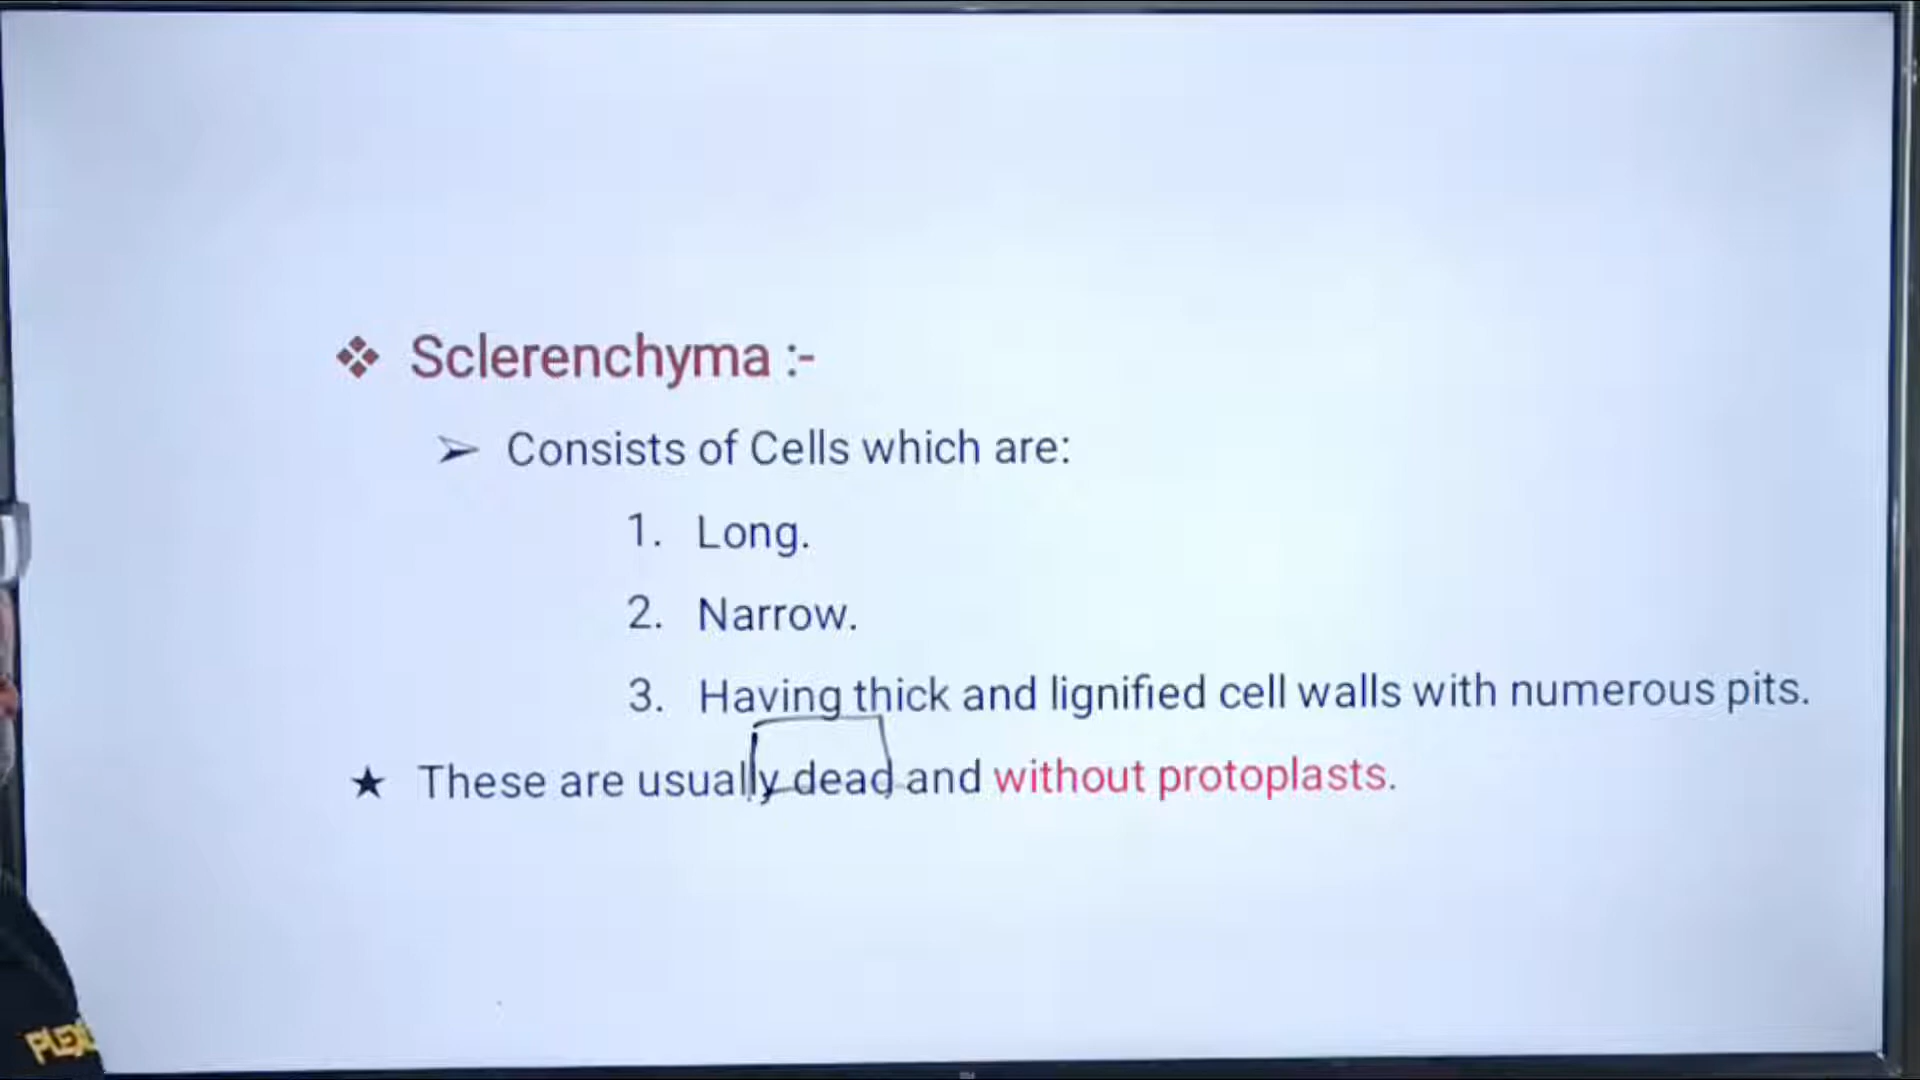 ❖ Sclerenchyma :-
➢ Consists of Cells which are:
1. Long.
2. Narrow.
3. Having thick and lignified cell walls with numerous pits.
★ These are usually dead and without protoplasts.